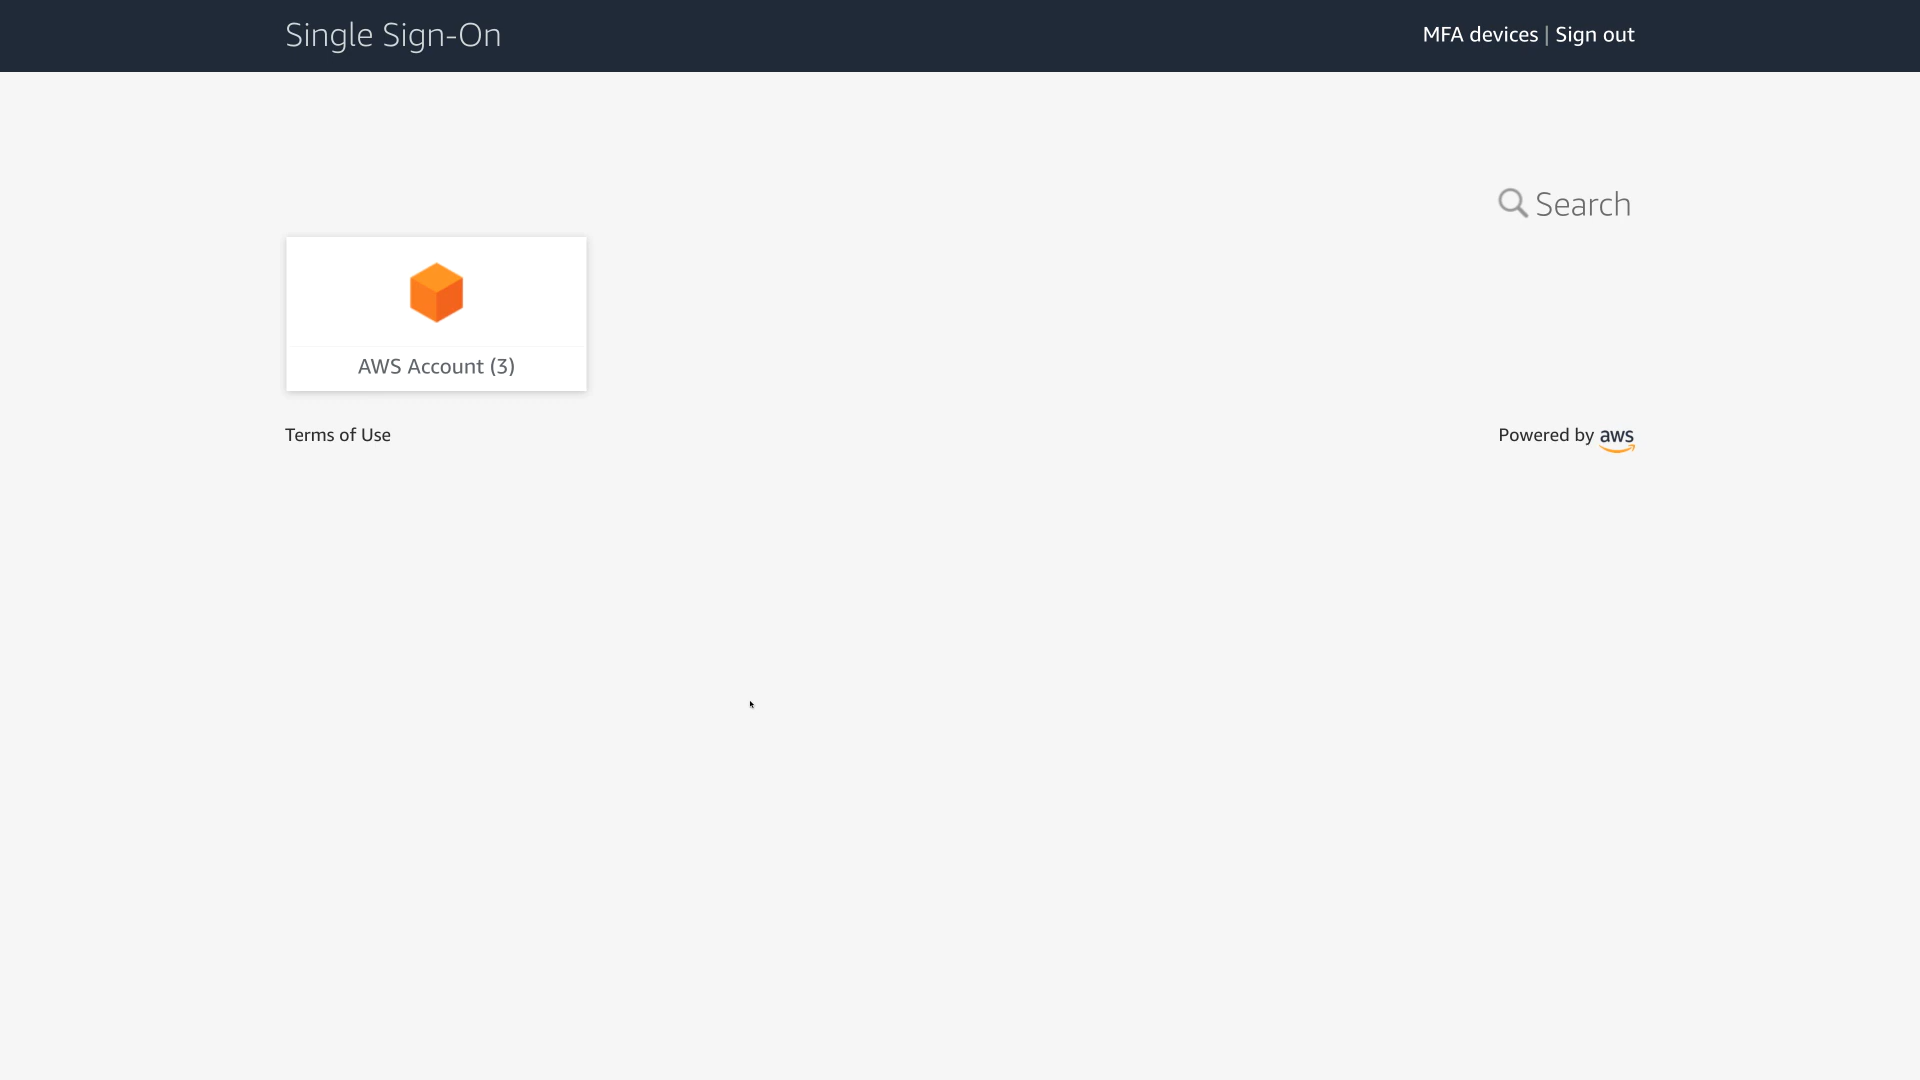 Single Sign-On
MFA devices | Sign out
Search
AWS Account (3)
Terms of Use
Powered by aws